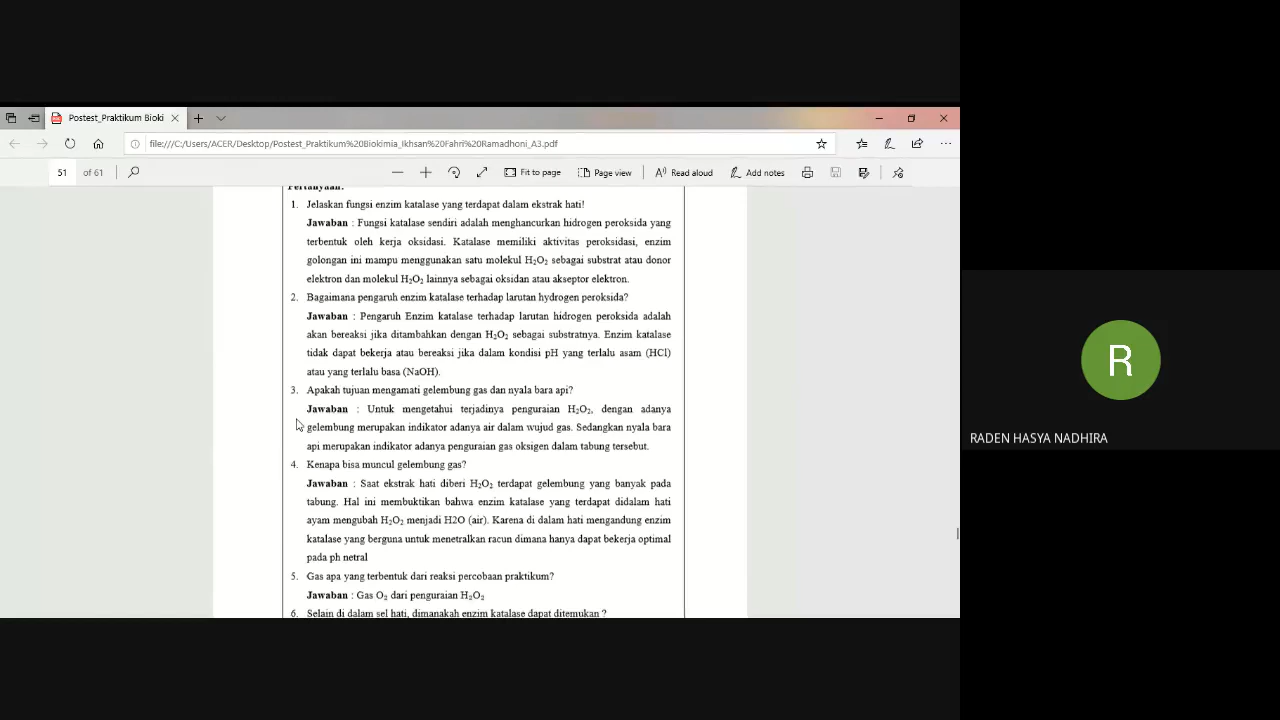 Postest_Praktikum Bioki
file:///C:/Users/ACER/Desktop/Postest_Praktikum%20Biokimia_Ikhsan%20Fahri%20Ramadhoni_A3.pdf
51 of 61 Fit to page Page view Read aloud Add notes
Pertanyaan:
1. Jelaskan fungsi enzim katalase yang terdapat dalam ekstrak hati!
Jawaban : Fungsi katalase sendiri adalah menghancurkan hidrogen peroksida yang
terbentuk oleh kerja oksidasi. Katalase memiliki aktivitas peroksidasi, enzim
golongan ini mampu menggunakan satu molekul H₂O₂ sebagai substrat atau donor
elektron dan molekul H₂O₂ lainnya sebagai oksidan atau akseptor elektron.
2. Bagaimana pengaruh enzim katalase terhadap larutan hydrogen peroksida?
Jawaban : Pengaruh Enzim katalase terhadap larutan hidrogen peroksida adalah
akan bereaksi jika ditambahkan dengan H₂O₂ sebagai substratnya. Enzim katalase
tidak dapat bekerja atau bereaksi jika dalam kondisi pH yang terlalu asam (HCl)
atau yang terlalu basa (NaOH).
3. Apakah tujuan mengamati gelembung gas dan nyala bara api?
Jawaban : Untuk mengetahui terjadinya penguraian H₂O₂, dengan adanya
gelembung merupakan indikator adanya air dalam wujud gas. Sedangkan nyala bara
api merupakan indikator adanya penguraian gas oksigen dalam tabung tersebut.
4. Kenapa bisa muncul gelembung gas?
Jawaban : Saat ekstrak hati diberi H₂O₂ terdapat gelembung yang banyak pada
tabung. Hal ini membuktikan bahwa enzim katalase yang terdapat didalam hati
ayam mengubah H₂O₂ menjadi H2O (air). Karena di dalam hati mengandung enzim
katalase yang berguna untuk menetralkan racun dimana hanya dapat bekerja optimal
pada ph netral
5. Gas apa yang terbentuk dari reaksi percobaan praktikum?
Jawaban : Gas O₂ dari penguraian H₂O₂
6. Selain di dalam sel hati, dimanakah enzim katalase dapat ditemukan ?
R
RADEN HASYA NADHIRA